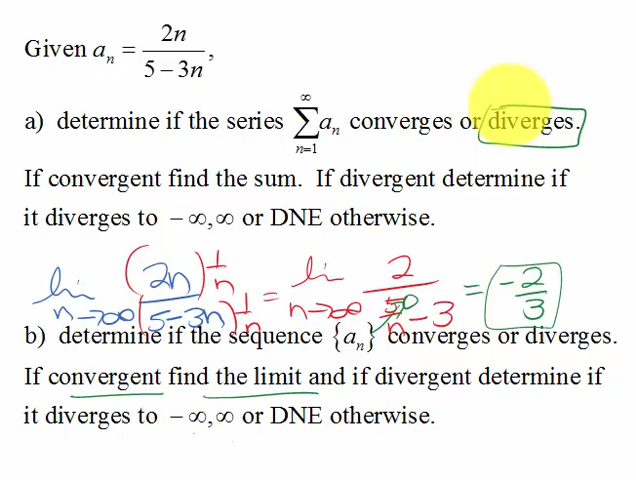 Given aₙ = 2n / (5 − 3n),
a) determine if the series ∑_{n=1}^{∞} aₙ converges or diverges.
If convergent find the sum. If divergent determine if
it diverges to −∞, ∞ or DNE otherwise.
lim_{n→∞} (2n)^{1/n} / (5−3n)^{1/n} = lim_{n→∞} 2 / (5/n − 3) = −2/3
b) determine if the sequence {aₙ} converges or diverges.
If convergent find the limit and if divergent determine if
it diverges to −∞, ∞ or DNE otherwise.